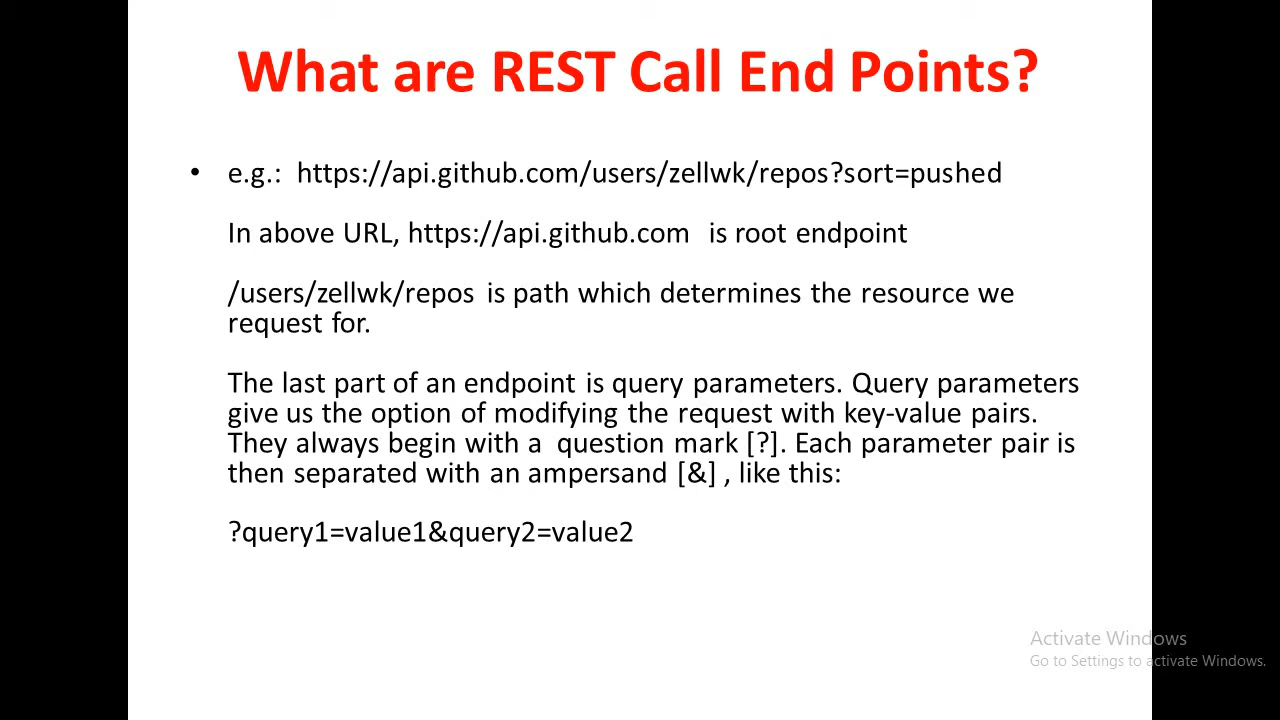 What are REST Call End Points?
• e.g.: https://api.github.com/users/zellwk/repos?sort=pushed
In above URL, https://api.github.com is root endpoint
/users/zellwk/repos is path which determines the resource we
request for.
The last part of an endpoint is query parameters. Query parameters
give us the option of modifying the request with key-value pairs.
They always begin with a question mark [?]. Each parameter pair is
then separated with an ampersand [&] , like this:
?query1=value1&query2=value2
Activate Windows
Go to Settings to activate Windows.